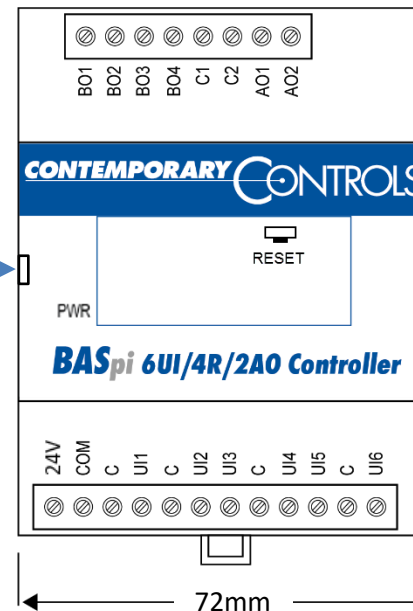 BO1 BO2 BO3 BO4 C1 C2 AO1 AO2
CONTEMPORARY CONTROLS
RESET
PWR
BASpi 6UI/4R/2AO Controller
24V COM C UI1 C UI2 UI3 C UI4 UI5 C UI6
72mm